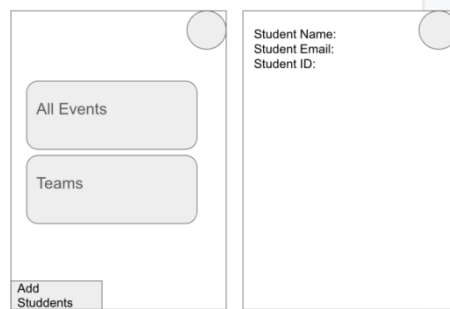 All Events
Teams
Add
Studdents
Student Name:
Student Email:
Student ID: